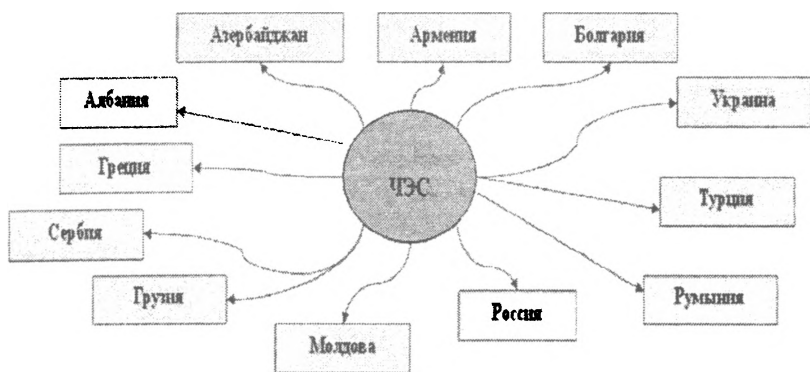 Азербайджан
Армения
Болгария
Албания
Украина
Греция
ЧЭС
Турция
Сербия
Грузия
Россия
Румыния
Молдова